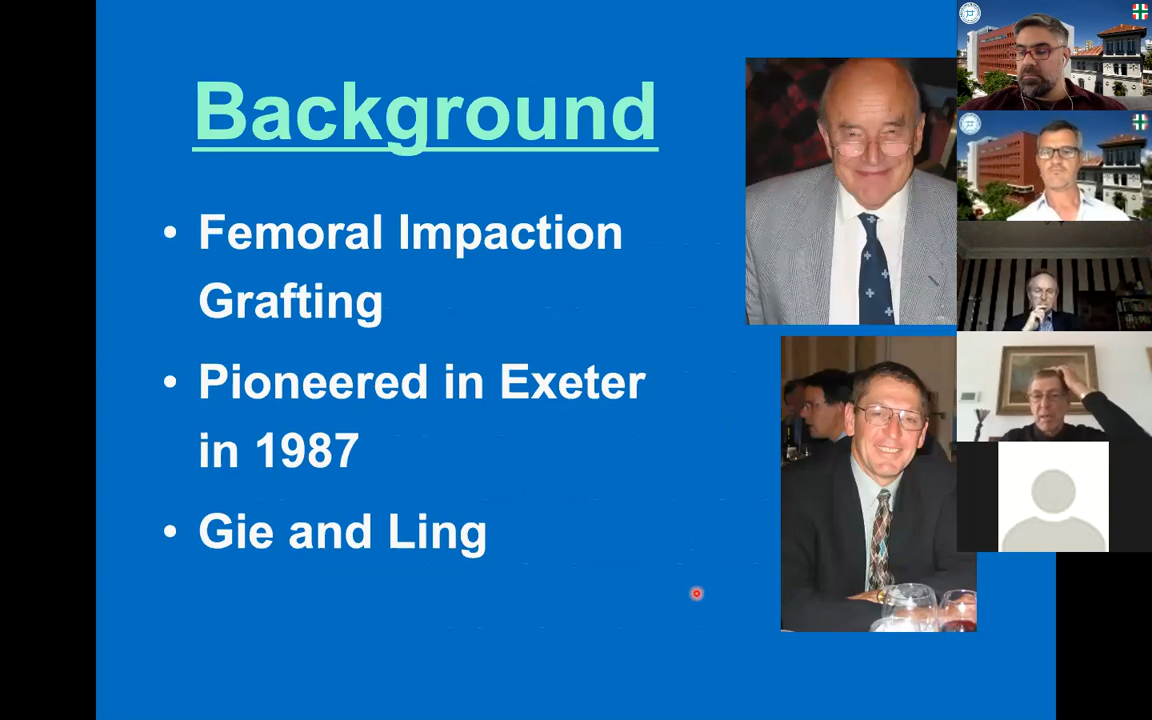 Background
• Femoral Impaction
Grafting
• Pioneered in Exeter
in 1987
• Gie and Ling